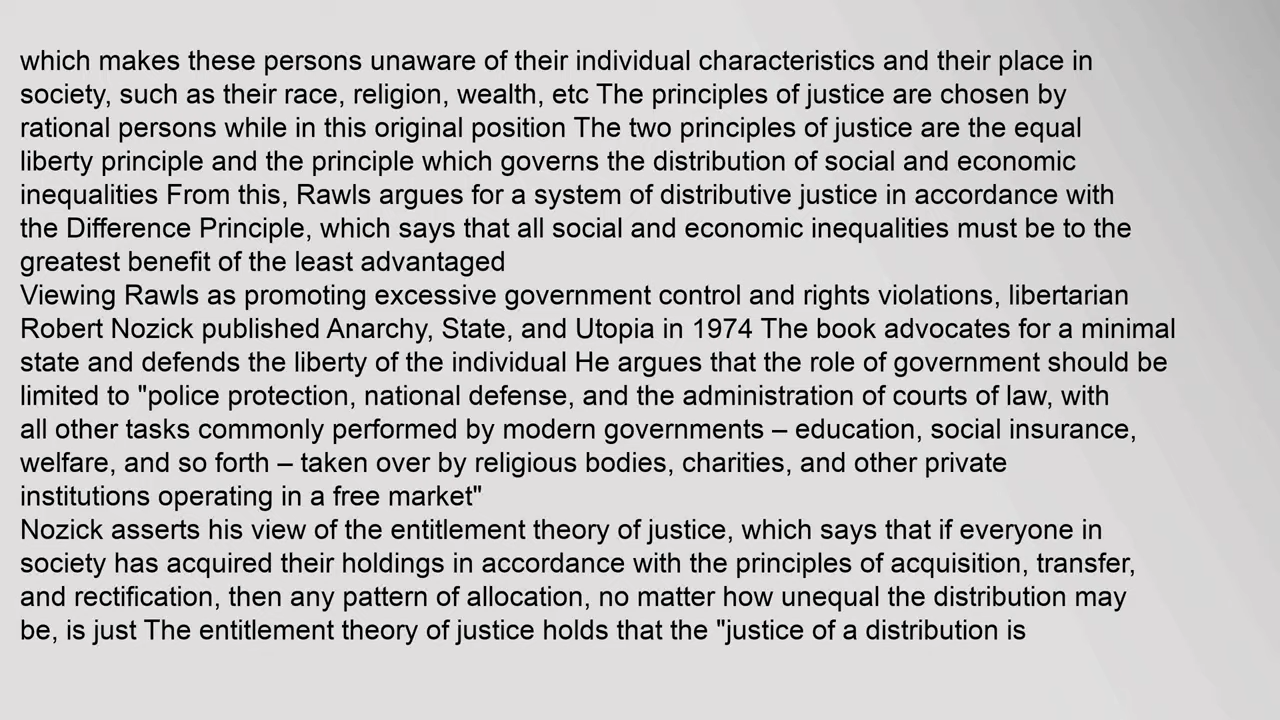 which makes these persons unaware of their individual characteristics and their place in
society, such as their race, religion, wealth, etc The principles of justice are chosen by
rational persons while in this original position The two principles of justice are the equal
liberty principle and the principle which governs the distribution of social and economic
inequalities From this, Rawls argues for a system of distributive justice in accordance with
the Difference Principle, which says that all social and economic inequalities must be to the
greatest benefit of the least advantaged
Viewing Rawls as promoting excessive government control and rights violations, libertarian
Robert Nozick published Anarchy, State, and Utopia in 1974 The book advocates for a minimal
state and defends the liberty of the individual He argues that the role of government should be
limited to "police protection, national defense, and the administration of courts of law, with
all other tasks commonly performed by modern governments – education, social insurance,
welfare, and so forth – taken over by religious bodies, charities, and other private
institutions operating in a free market"
Nozick asserts his view of the entitlement theory of justice, which says that if everyone in
society has acquired their holdings in accordance with the principles of acquisition, transfer,
and rectification, then any pattern of allocation, no matter how unequal the distribution may
be, is just The entitlement theory of justice holds that the "justice of a distribution is